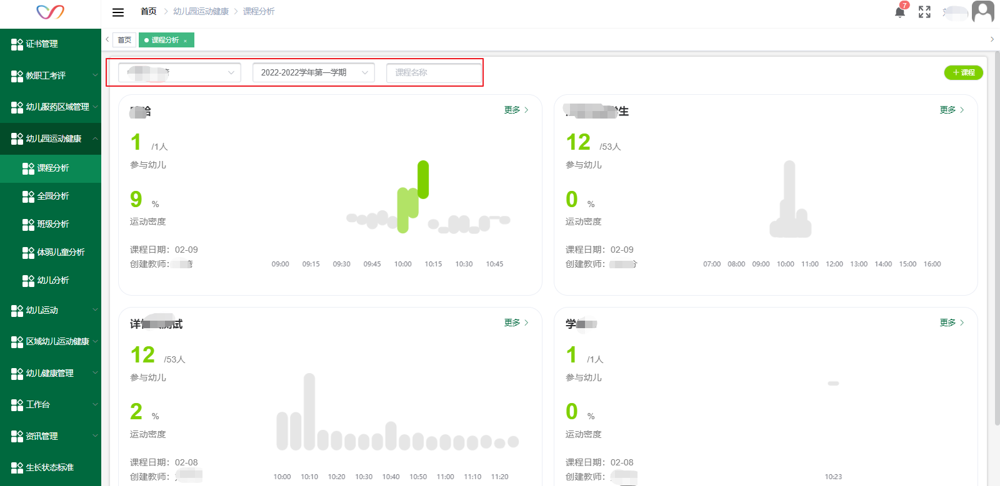 首页 幼儿园运动健康 课程分析
7
首页 课程分析 ×
证书管理
教职工考评
幼儿服药区域管理
幼儿园运动健康
课程分析
全园分析
班级分析
体弱儿童分析
幼儿分析
幼儿运动
区域幼儿运动健康
幼儿健康管理
工作台
资讯管理
生长状态标准
2022-2022学年第一学期
课程名称
+ 课程
更多
1 /1人
参与幼儿
9 %
运动密度
课程日期：02-09
创建教师：
09:00 09:15 09:30 09:45 10:00 10:15 10:30 10:45
学生
更多
12 /53人
参与幼儿
0 %
运动密度
课程日期：02-09
创建教师：
07:00 08:00 09:00 10:00 11:00 12:00 13:00 14:00 15:00 16:00
详 测试
更多
12 /53人
参与幼儿
2 %
运动密度
课程日期：02-08
创建教师：
10:00 10:10 10:20 10:30 10:40 10:50 11:00 11:10 11:20
学
更多
1 /1人
参与幼儿
0 %
运动密度
课程日期：02-08
创建教师：
10:23